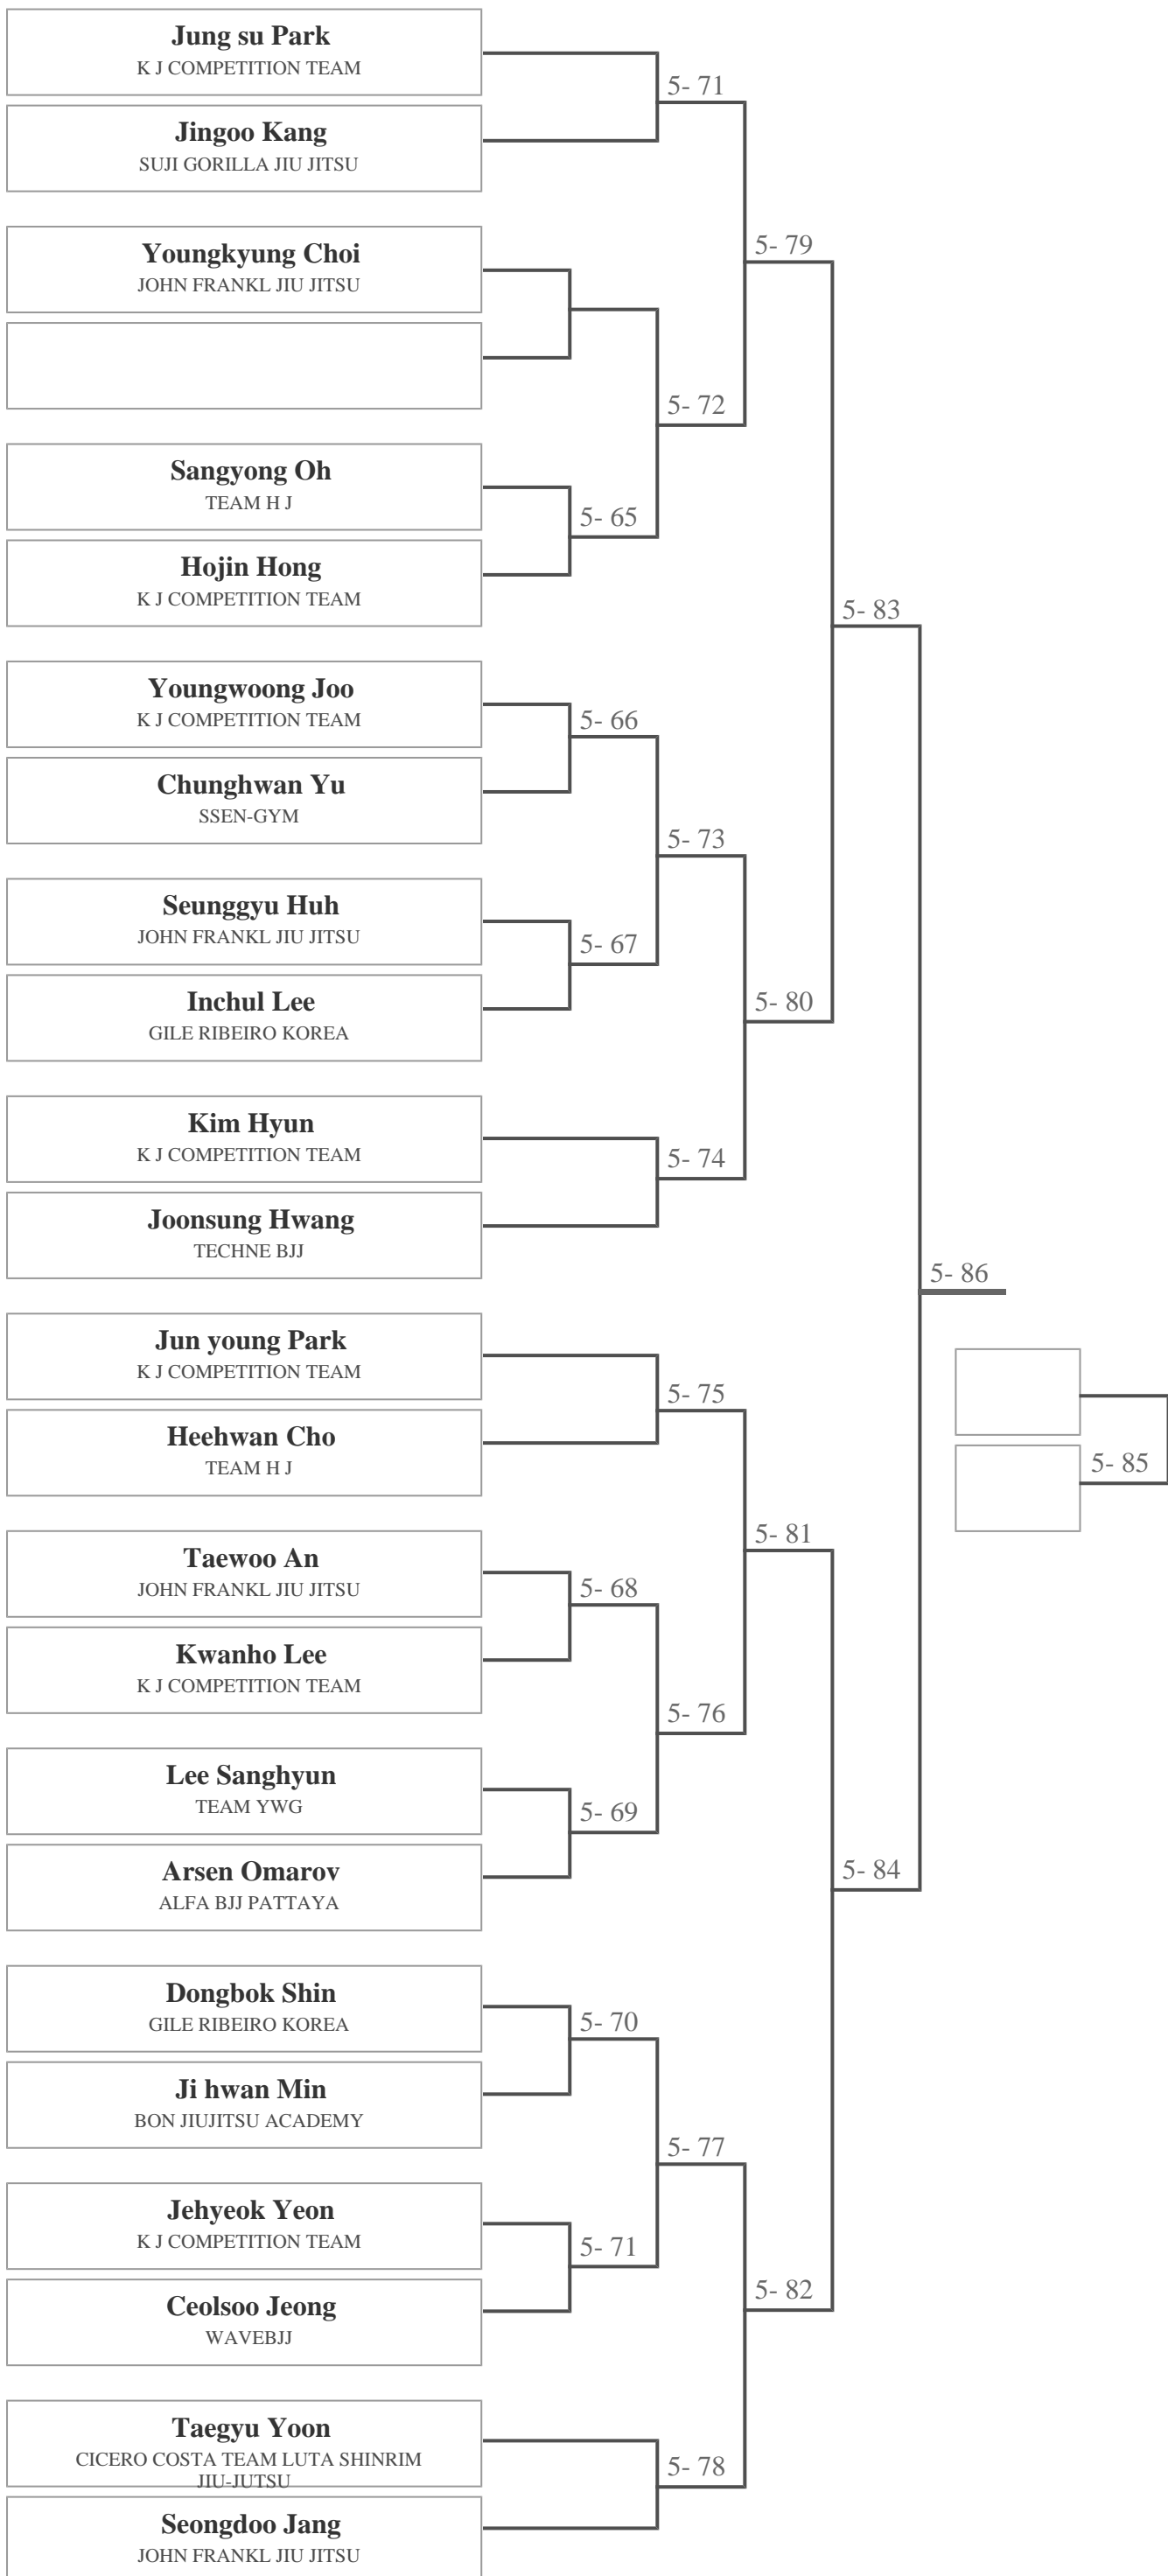 Jung su Park
K J COMPETITION TEAM
5- 71
Jingoo Kang
SUJI GORILLA JIU JITSU
Youngkyung Choi
JOHN FRANKL JIU JITSU
5- 79
5- 72
Sangyong Oh
TEAM H J
5- 65
Hojin Hong
K J COMPETITION TEAM
5- 83
Youngwoong Joo
K J COMPETITION TEAM
5- 66
Chunghwan Yu
SSEN-GYM
5- 73
Seunggyu Huh
JOHN FRANKL JIU JITSU
5- 67
Inchul Lee
GILE RIBEIRO KOREA
5- 80
Kim Hyun
K J COMPETITION TEAM
5- 74
Joonsung Hwang
TECHNE BJJ
5- 86
Jun young Park
K J COMPETITION TEAM
5- 75
Heehwan Cho
TEAM H J
5- 85
5- 81
Taewoo An
JOHN FRANKL JIU JITSU
5- 68
Kwanho Lee
K J COMPETITION TEAM
5- 76
Lee Sanghyun
TEAM YWG
5- 69
Arsen Omarov
ALFA BJJ PATTAYA
5- 84
Dongbok Shin
GILE RIBEIRO KOREA
5- 70
Ji hwan Min
BON JIUJITSU ACADEMY
5- 77
Jehyeok Yeon
K J COMPETITION TEAM
5- 71
Ceolsoo Jeong
WAVEBJJ
5- 82
Taegyu Yoon
CICERO COSTA TEAM LUTA SHINRIM
JIU-JUTSU
5- 78
Seongdoo Jang
JOHN FRANKL JIU JITSU